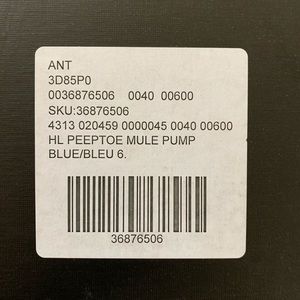 ANT
3D85P0
0036876506 0040 00600
SKU:36876506
4313 020459 0000045 0040 00600
HL PEEPTOE MULE PUMP
BLUE/BLEU 6.
36876506